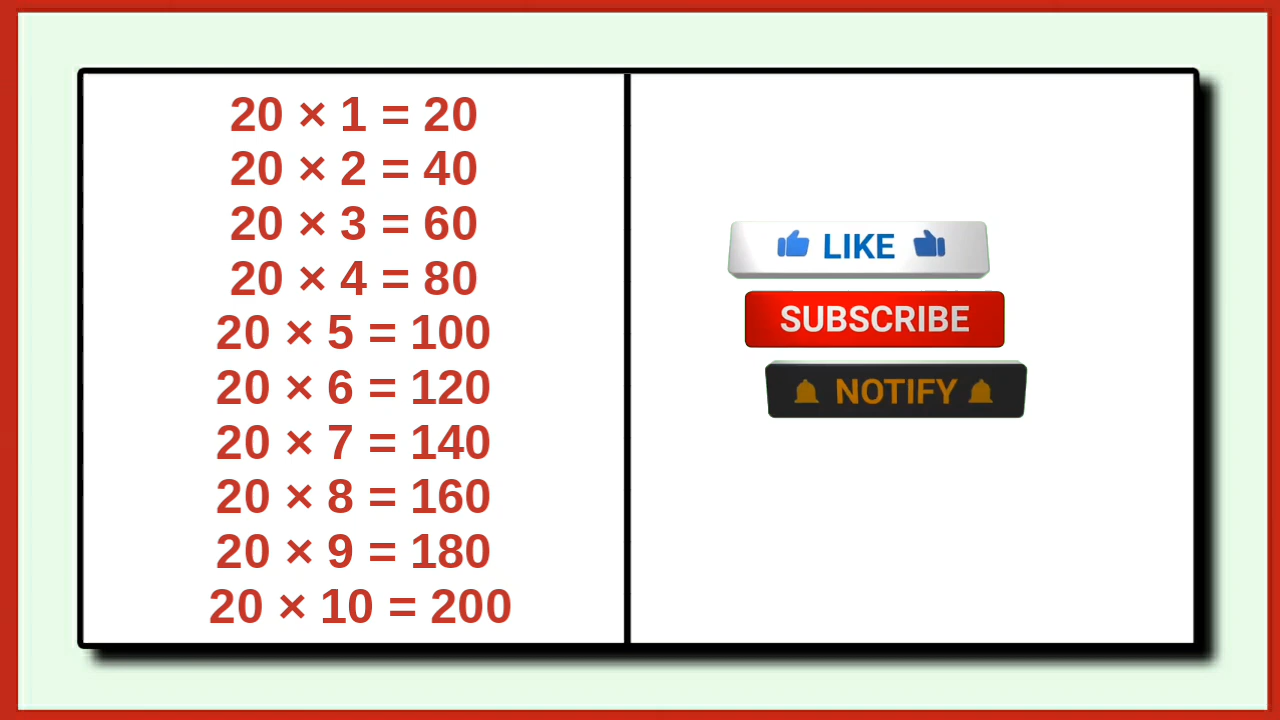 20 × 1 = 20
20 × 2 = 40
20 × 3 = 60
20 × 4 = 80
20 × 5 = 100
20 × 6 = 120
20 × 7 = 140
20 × 8 = 160
20 × 9 = 180
20 × 10 = 200
LIKE
SUBSCRIBE
NOTIFY